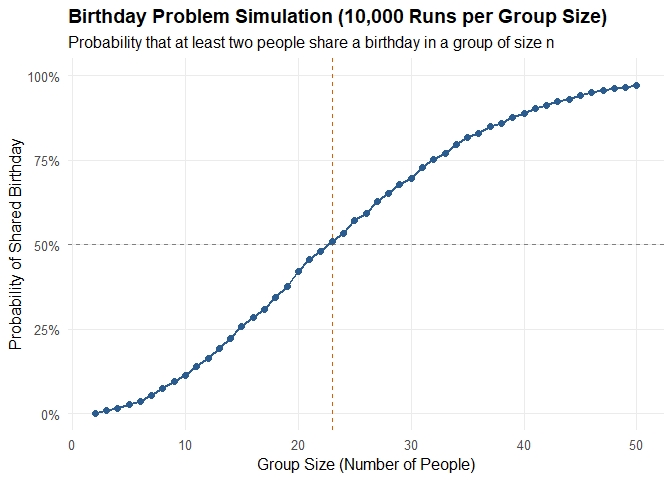 Birthday Problem Simulation (10,000 Runs per Group Size)
Probability that at least two people share a birthday in a group of size n
100%
75%
50%
25%
0%
Probability of Shared Birthday
0 10 20 30 40 50
Group Size (Number of People)